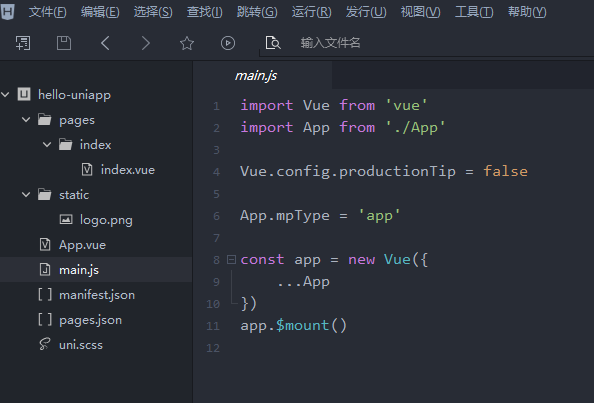 H 文件(F) 编辑(E) 选择(S) 查找(I) 跳转(G) 运行(R) 发行(U) 视图(V) 工具(T) 帮助(Y)
输入文件名
hello-uniapp
pages
index
index.vue
static
logo.png
App.vue
main.js
manifest.json
pages.json
uni.scss
main.js
1 import Vue from 'vue'
2 import App from './App'
3
4 Vue.config.productionTip = false
5
6 App.mpType = 'app'
7
8 const app = new Vue({
9 ...App
10 })
11 app.$mount()
12